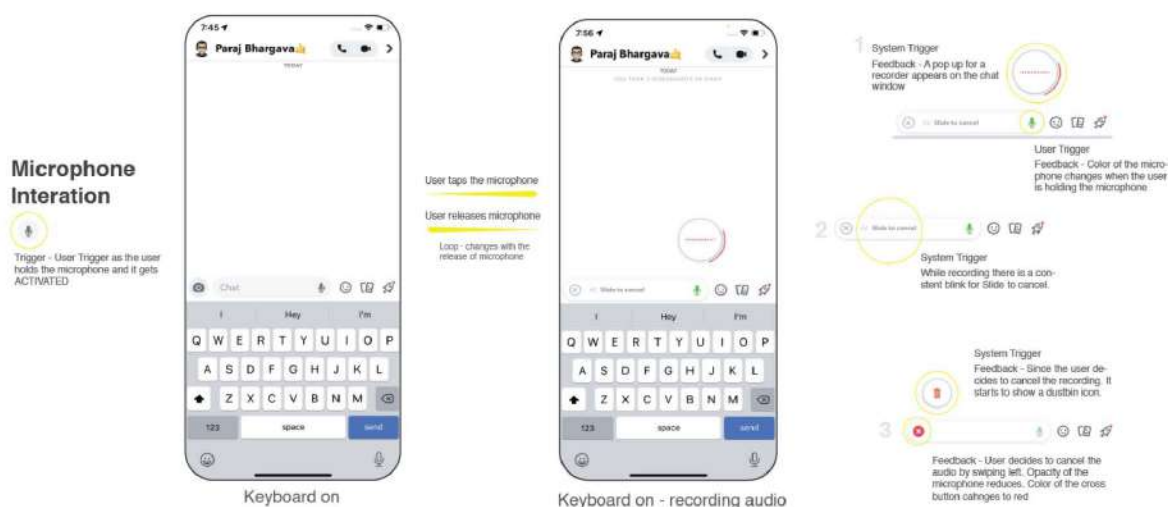 Microphone
Interation
Trigger - User Trigger as the user
holds the microphone and it gets
ACTIVATED
7:45
Paraj Bhargava🤙
TODAY
Chat
I Hey I'm
Q W E R T Y U I O P
A S D F G H J K L
Z X C V B N M
123 space send
Keyboard on
User taps the microphone
User releases microphone
Loop - changes with the
release of microphone
7:56
Paraj Bhargava🤙
TODAY
Slide to cancel
I Hey I'm
Q W E R T Y U I O P
A S D F G H J K L
Z X C V B N M
123 space send
Keyboard on - recording audio
1
System Trigger
Feedback - A pop up for a
recorder appears on the chat
window
Slide to cancel
User Trigger
Feedback - Color of the micro-
phone changes when the user
is holding the microphone
2
Slide to cancel
System Trigger
While recording there is a con-
stent blink for Slide to cancel.
System Trigger
Feedback - Since the user de-
cides to cancel the recording. It
starts to show a dustbin icon.
3
Feedback - User decides to cancel the
audio by swiping left. Opacity of the
microphone reduces. Color of the cross
button cahnges to red